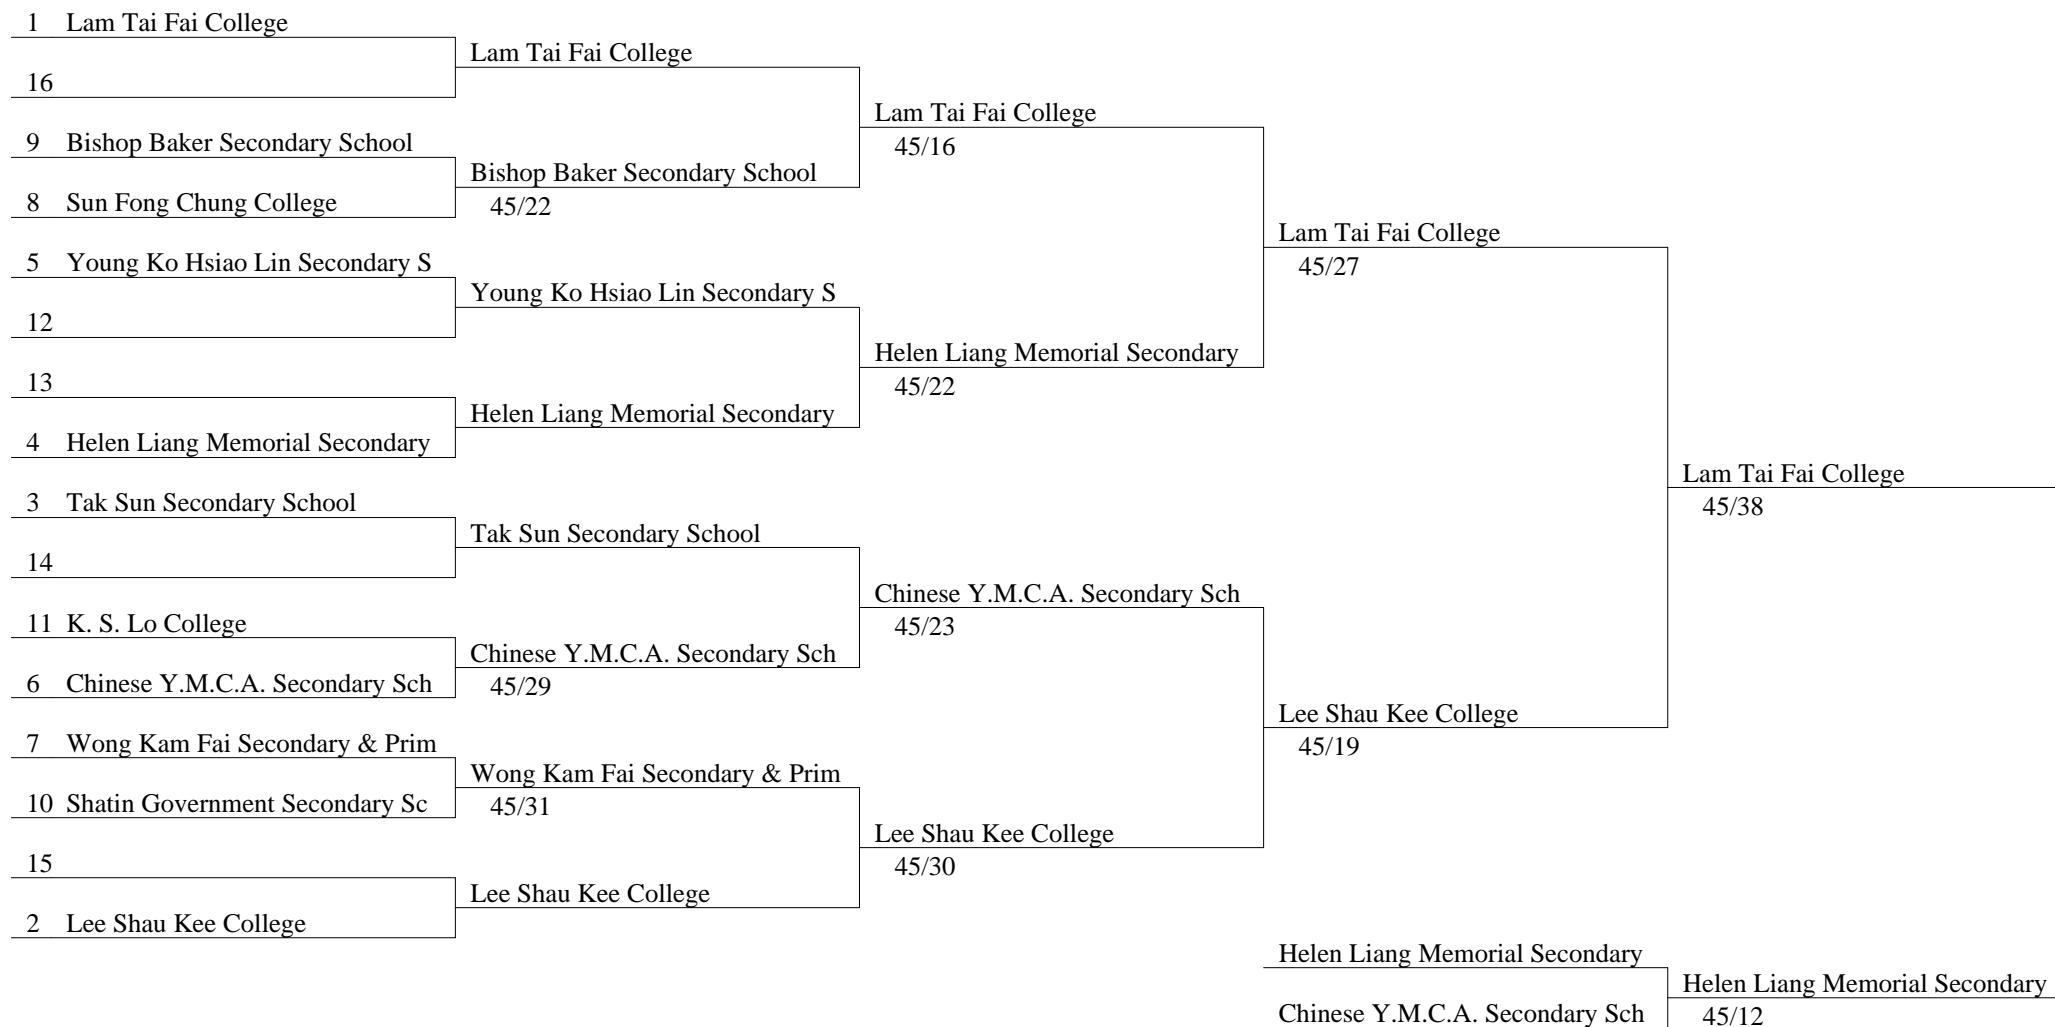 1 Lam Tai Fai College
16
9 Bishop Baker Secondary School
8 Sun Fong Chung College
5 Young Ko Hsiao Lin Secondary S
12
13
4 Helen Liang Memorial Secondary
3 Tak Sun Secondary School
14
11 K. S. Lo College
6 Chinese Y.M.C.A. Secondary Sch
7 Wong Kam Fai Secondary & Prim
10 Shatin Government Secondary Sc
15
2 Lee Shau Kee College
Lam Tai Fai College
Bishop Baker Secondary School
45/22
Young Ko Hsiao Lin Secondary S
Helen Liang Memorial Secondary
Tak Sun Secondary School
Chinese Y.M.C.A. Secondary Sch
45/29
Wong Kam Fai Secondary & Prim
45/31
Lee Shau Kee College
Lam Tai Fai College
45/16
Helen Liang Memorial Secondary
45/22
Chinese Y.M.C.A. Secondary Sch
45/23
Lee Shau Kee College
45/30
Lam Tai Fai College
45/27
Lee Shau Kee College
45/19
Lam Tai Fai College
45/38
Helen Liang Memorial Secondary
Chinese Y.M.C.A. Secondary Sch
Helen Liang Memorial Secondary
45/12